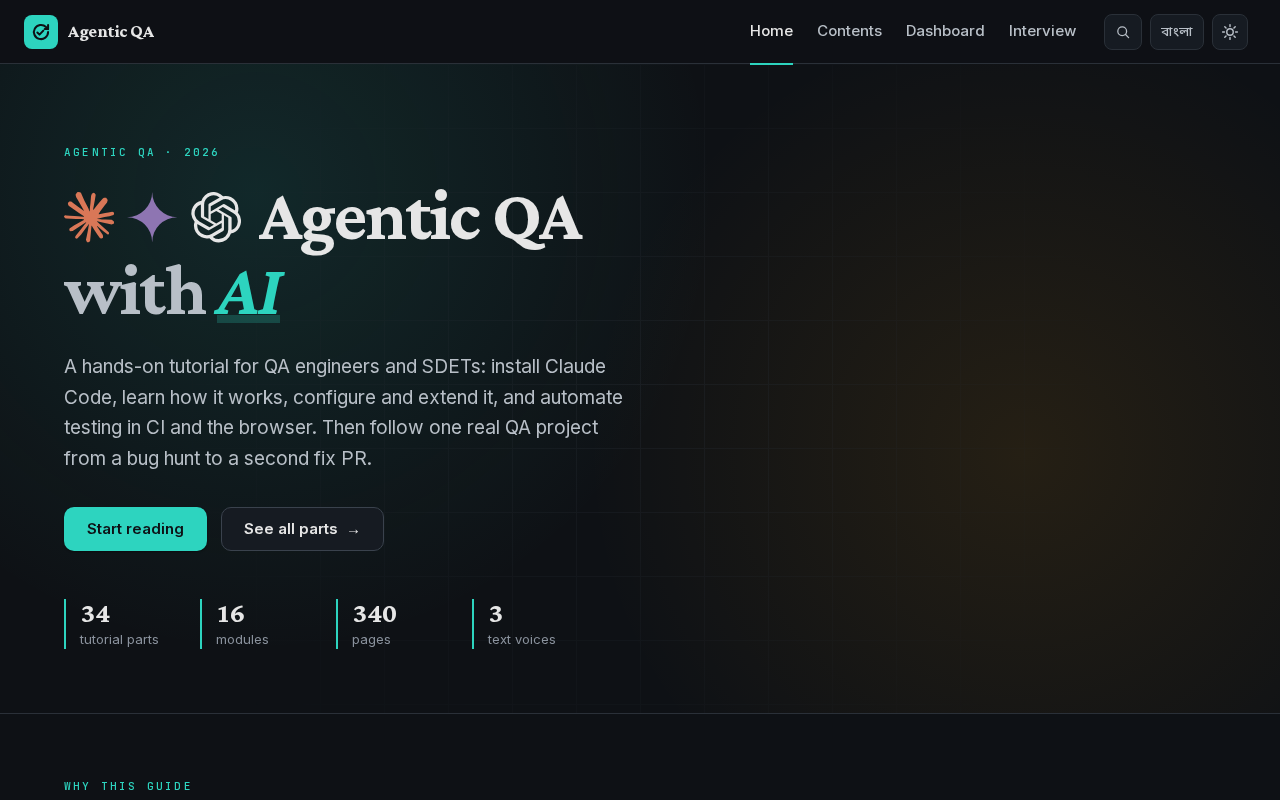 Agentic QA
Home
Contents
Dashboard
Interview
বাংলা
AGENTIC QA · 2026
Agentic QA
with AI
A hands-on tutorial for QA engineers and SDETs: install Claude
Code, learn how it works, configure and extend it, and automate
testing in CI and the browser. Then follow one real QA project
from a bug hunt to a second fix PR.
Start reading
See all parts →
34
tutorial parts
16
modules
340
pages
3
text voices
WHY THIS GUIDE